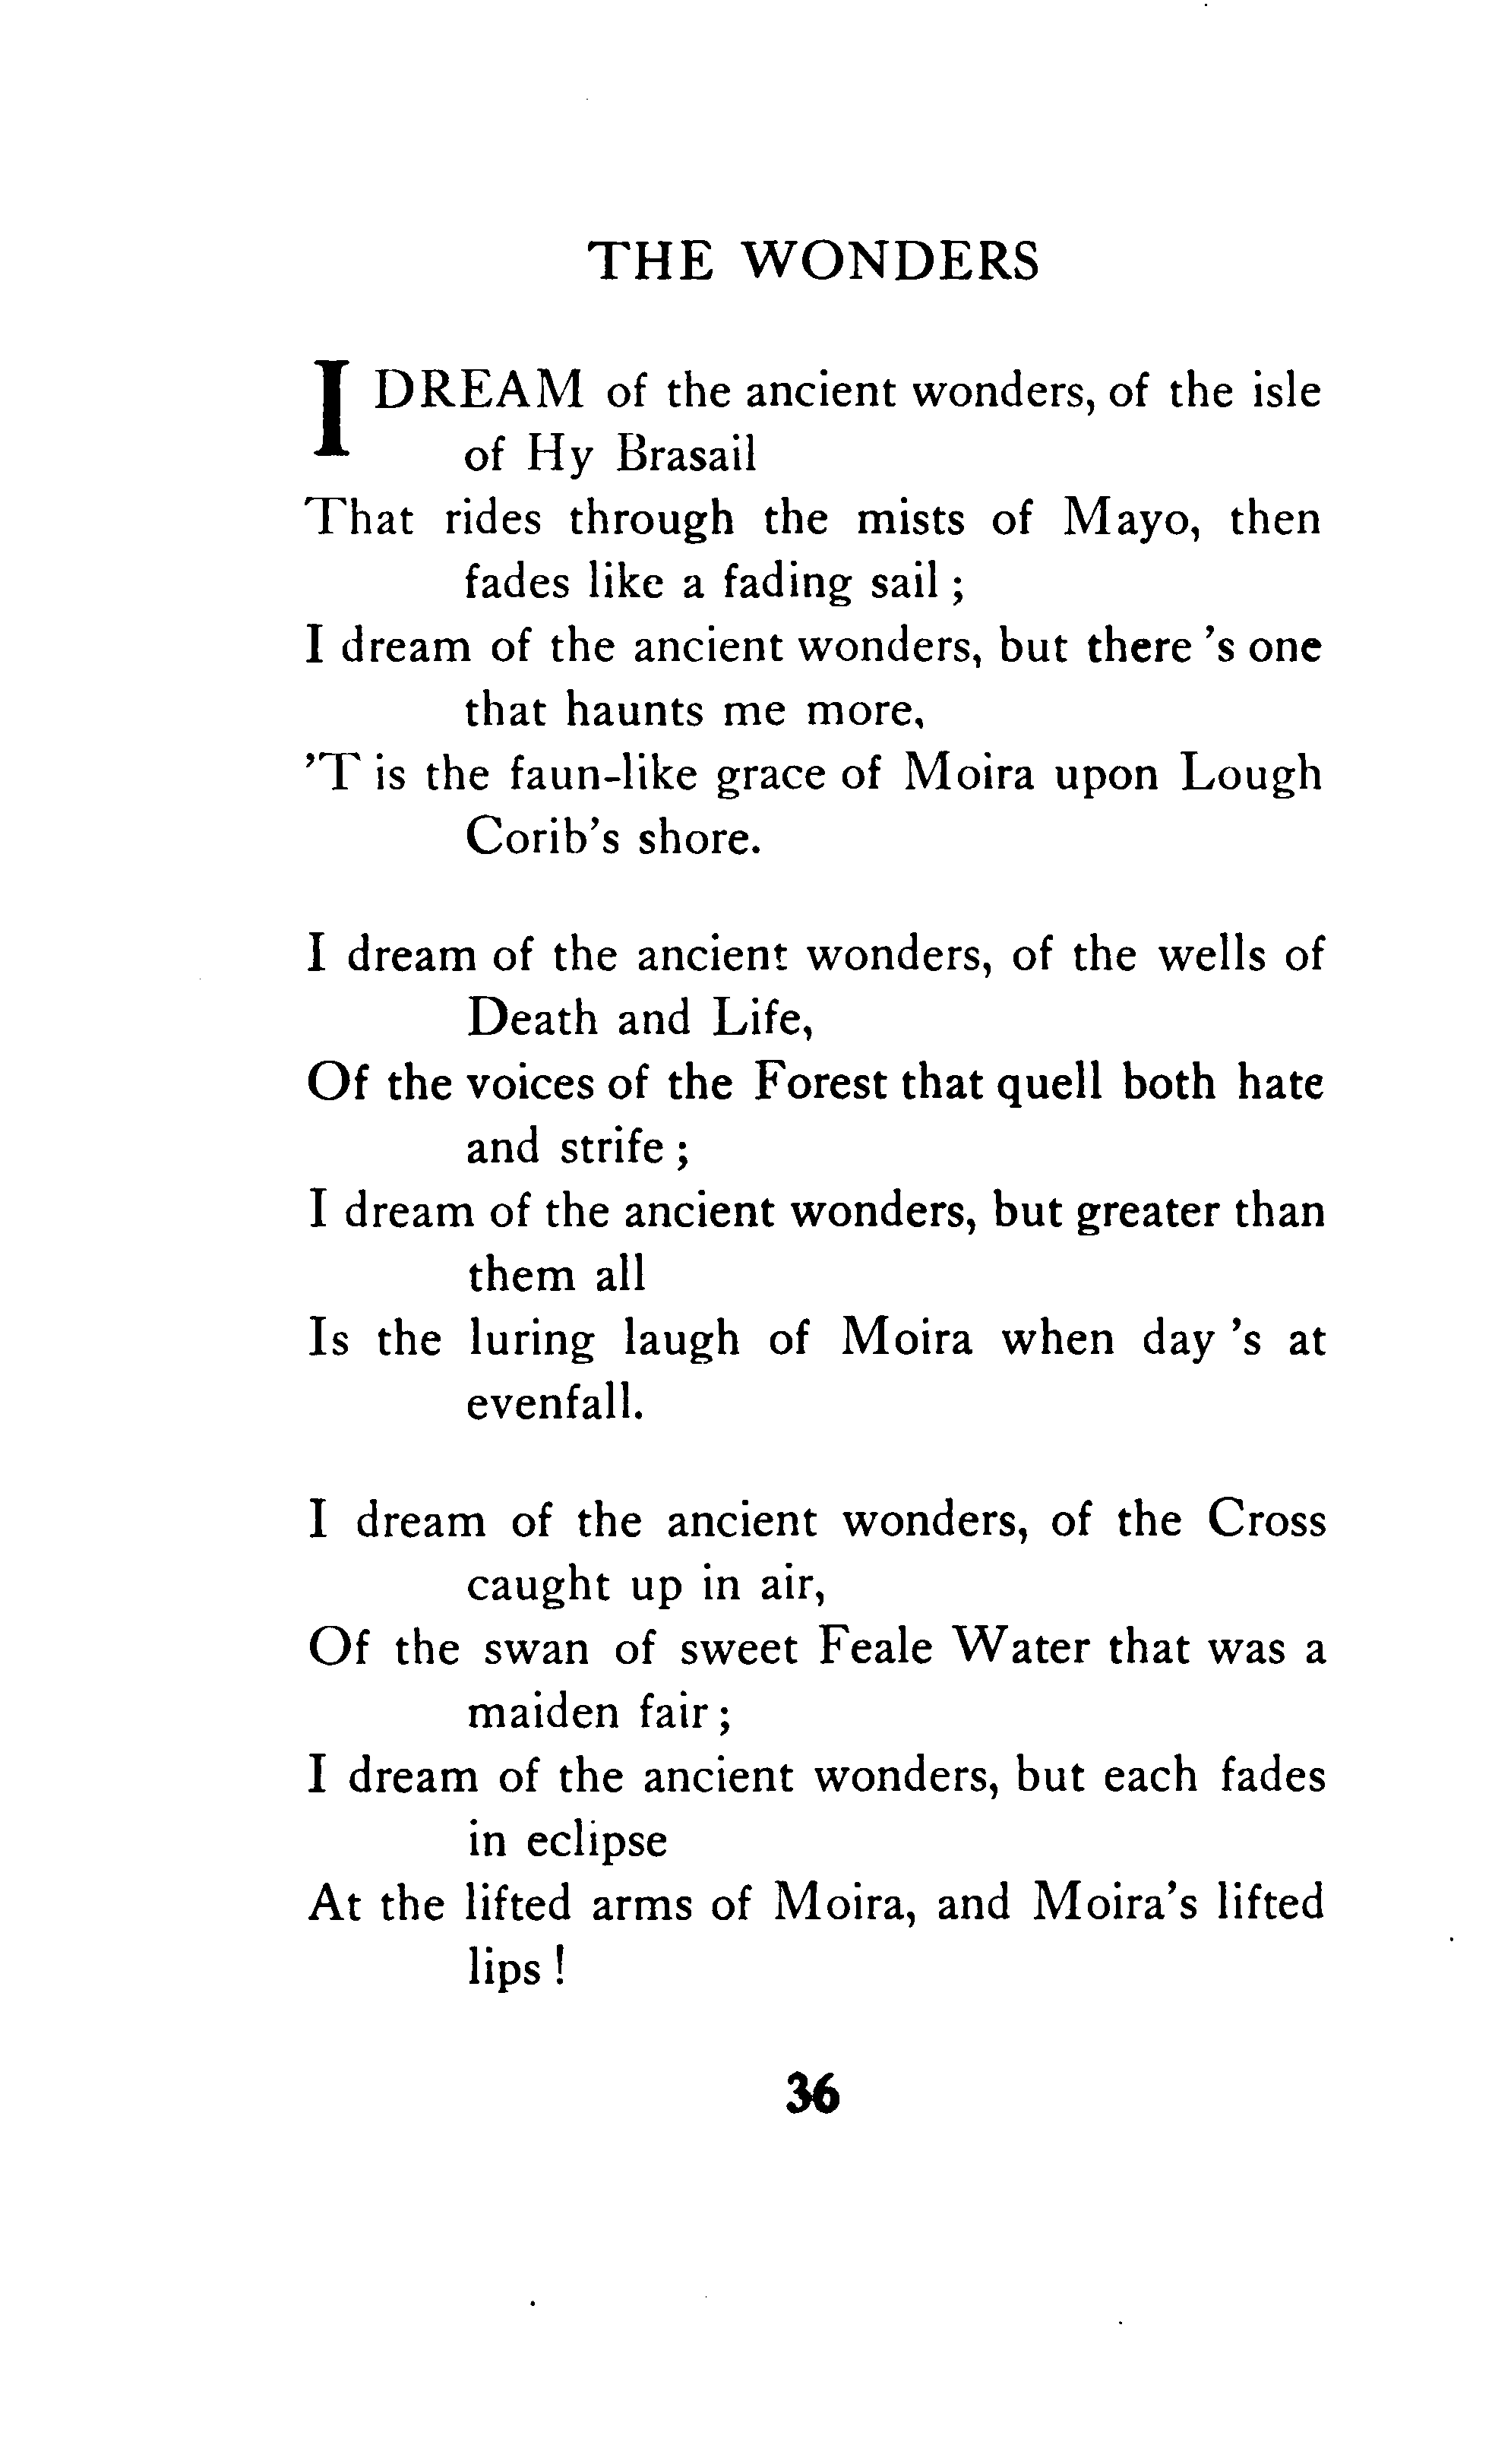 THE WONDERS
I DREAM of the ancient wonders, of the isle
of Hy Brasail
That rides through the mists of Mayo, then
fades like a fading sail ;
I dream of the ancient wonders, but there 's one
that haunts me more,
'T is the faun-like grace of Moira upon Lough
Corib's shore.
I dream of the ancient wonders, of the wells of
Death and Life,
Of the voices of the Forest that quell both hate
and strife ;
I dream of the ancient wonders, but greater than
them all
Is the luring laugh of Moira when day 's at
evenfall.
I dream of the ancient wonders, of the Cross
caught up in air,
Of the swan of sweet Feale Water that was a
maiden fair ;
I dream of the ancient wonders, but each fades
in eclipse
At the lifted arms of Moira, and Moira's lifted
lips !
36